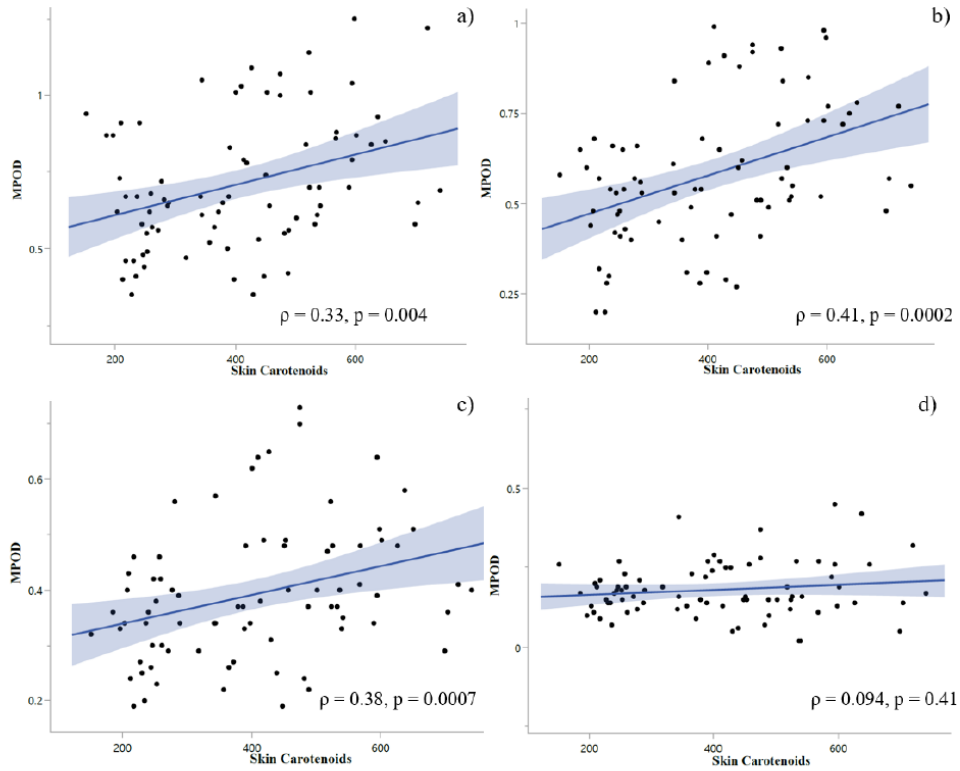 a)
1
0.5
MPOD
ρ = 0.33, p = 0.004
200
400
600
Skin Carotenoids
b)
1
0.75
0.5
0.25
MPOD
ρ = 0.41, p = 0.0002
200
400
600
Skin Carotenoids
c)
0.6
0.4
0.2
MPOD
ρ = 0.38, p = 0.0007
200
400
600
Skin Carotenoids
d)
0.5
0
MPOD
ρ = 0.094, p = 0.41
200
400
600
Skin Carotenoids